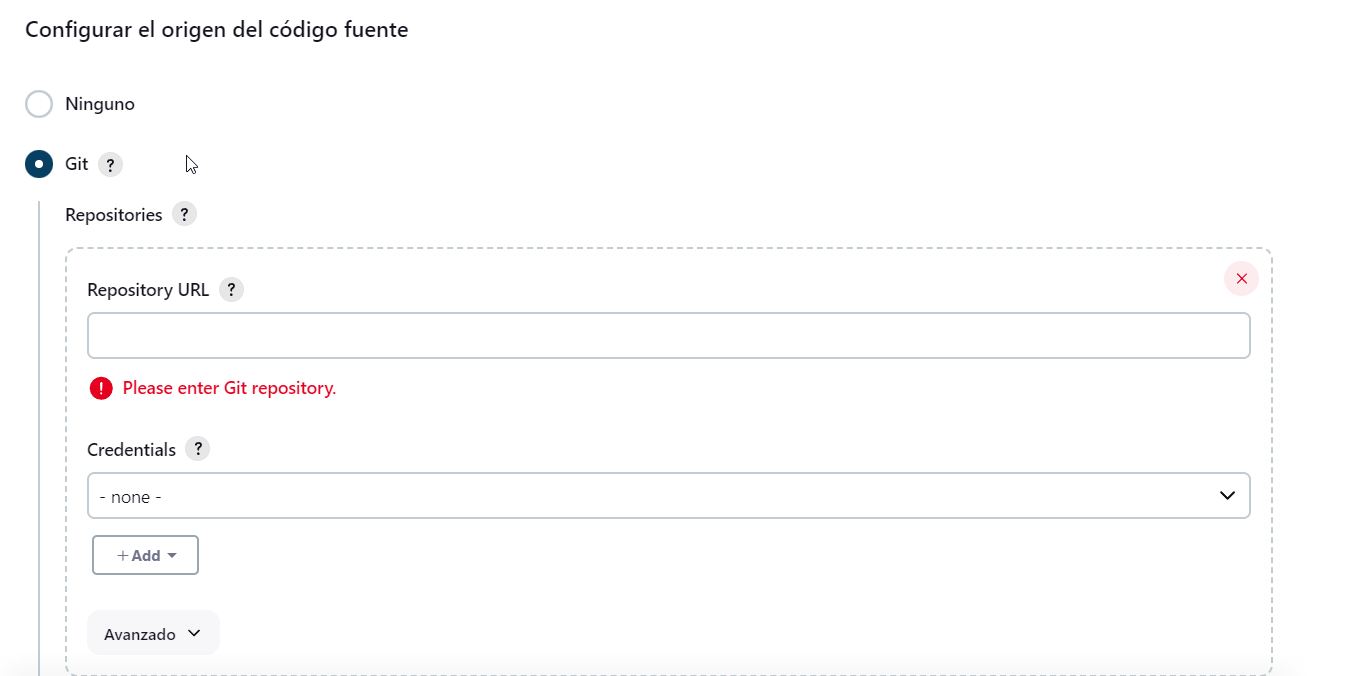 Configurar el origen del código fuente
Ninguno
Git ?
Repositories ?
Repository URL ?
Please enter Git repository.
Credentials ?
- none -
+ Add
Avanzado